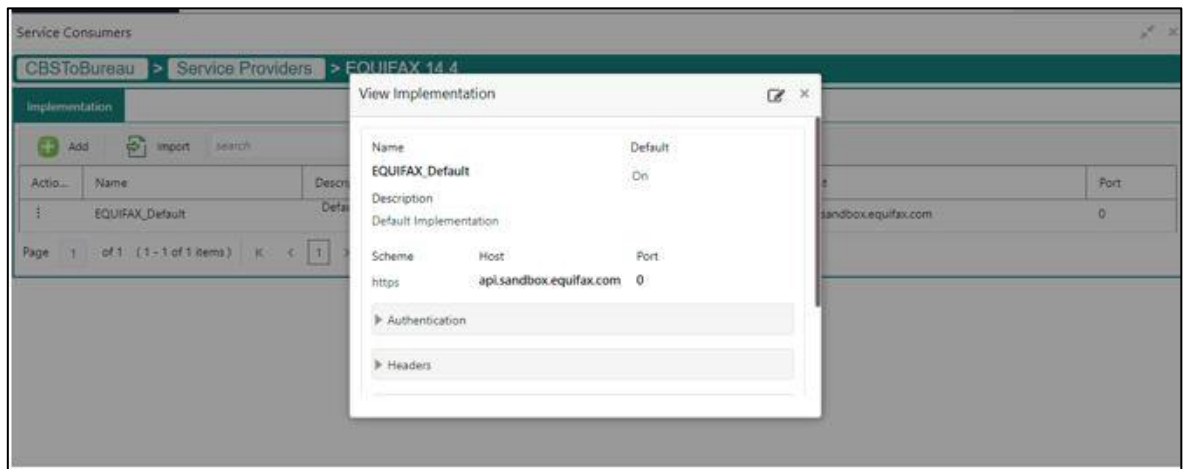 Service Consumers
CBSToBureau > Service Providers > EQUIFAX 14.4
Implementation
Add Import search
Actio... Name Descri Port
EQUIFAX_Default Defau sandbox.equifax.com 0
Page 1 of 1 (1 - 1 of 1 items) K < 1 >
View Implementation
Name Default
EQUIFAX_Default On
Description
Default Implementation
Scheme Host Port
https api.sandbox.equifax.com 0
Authentication
Headers